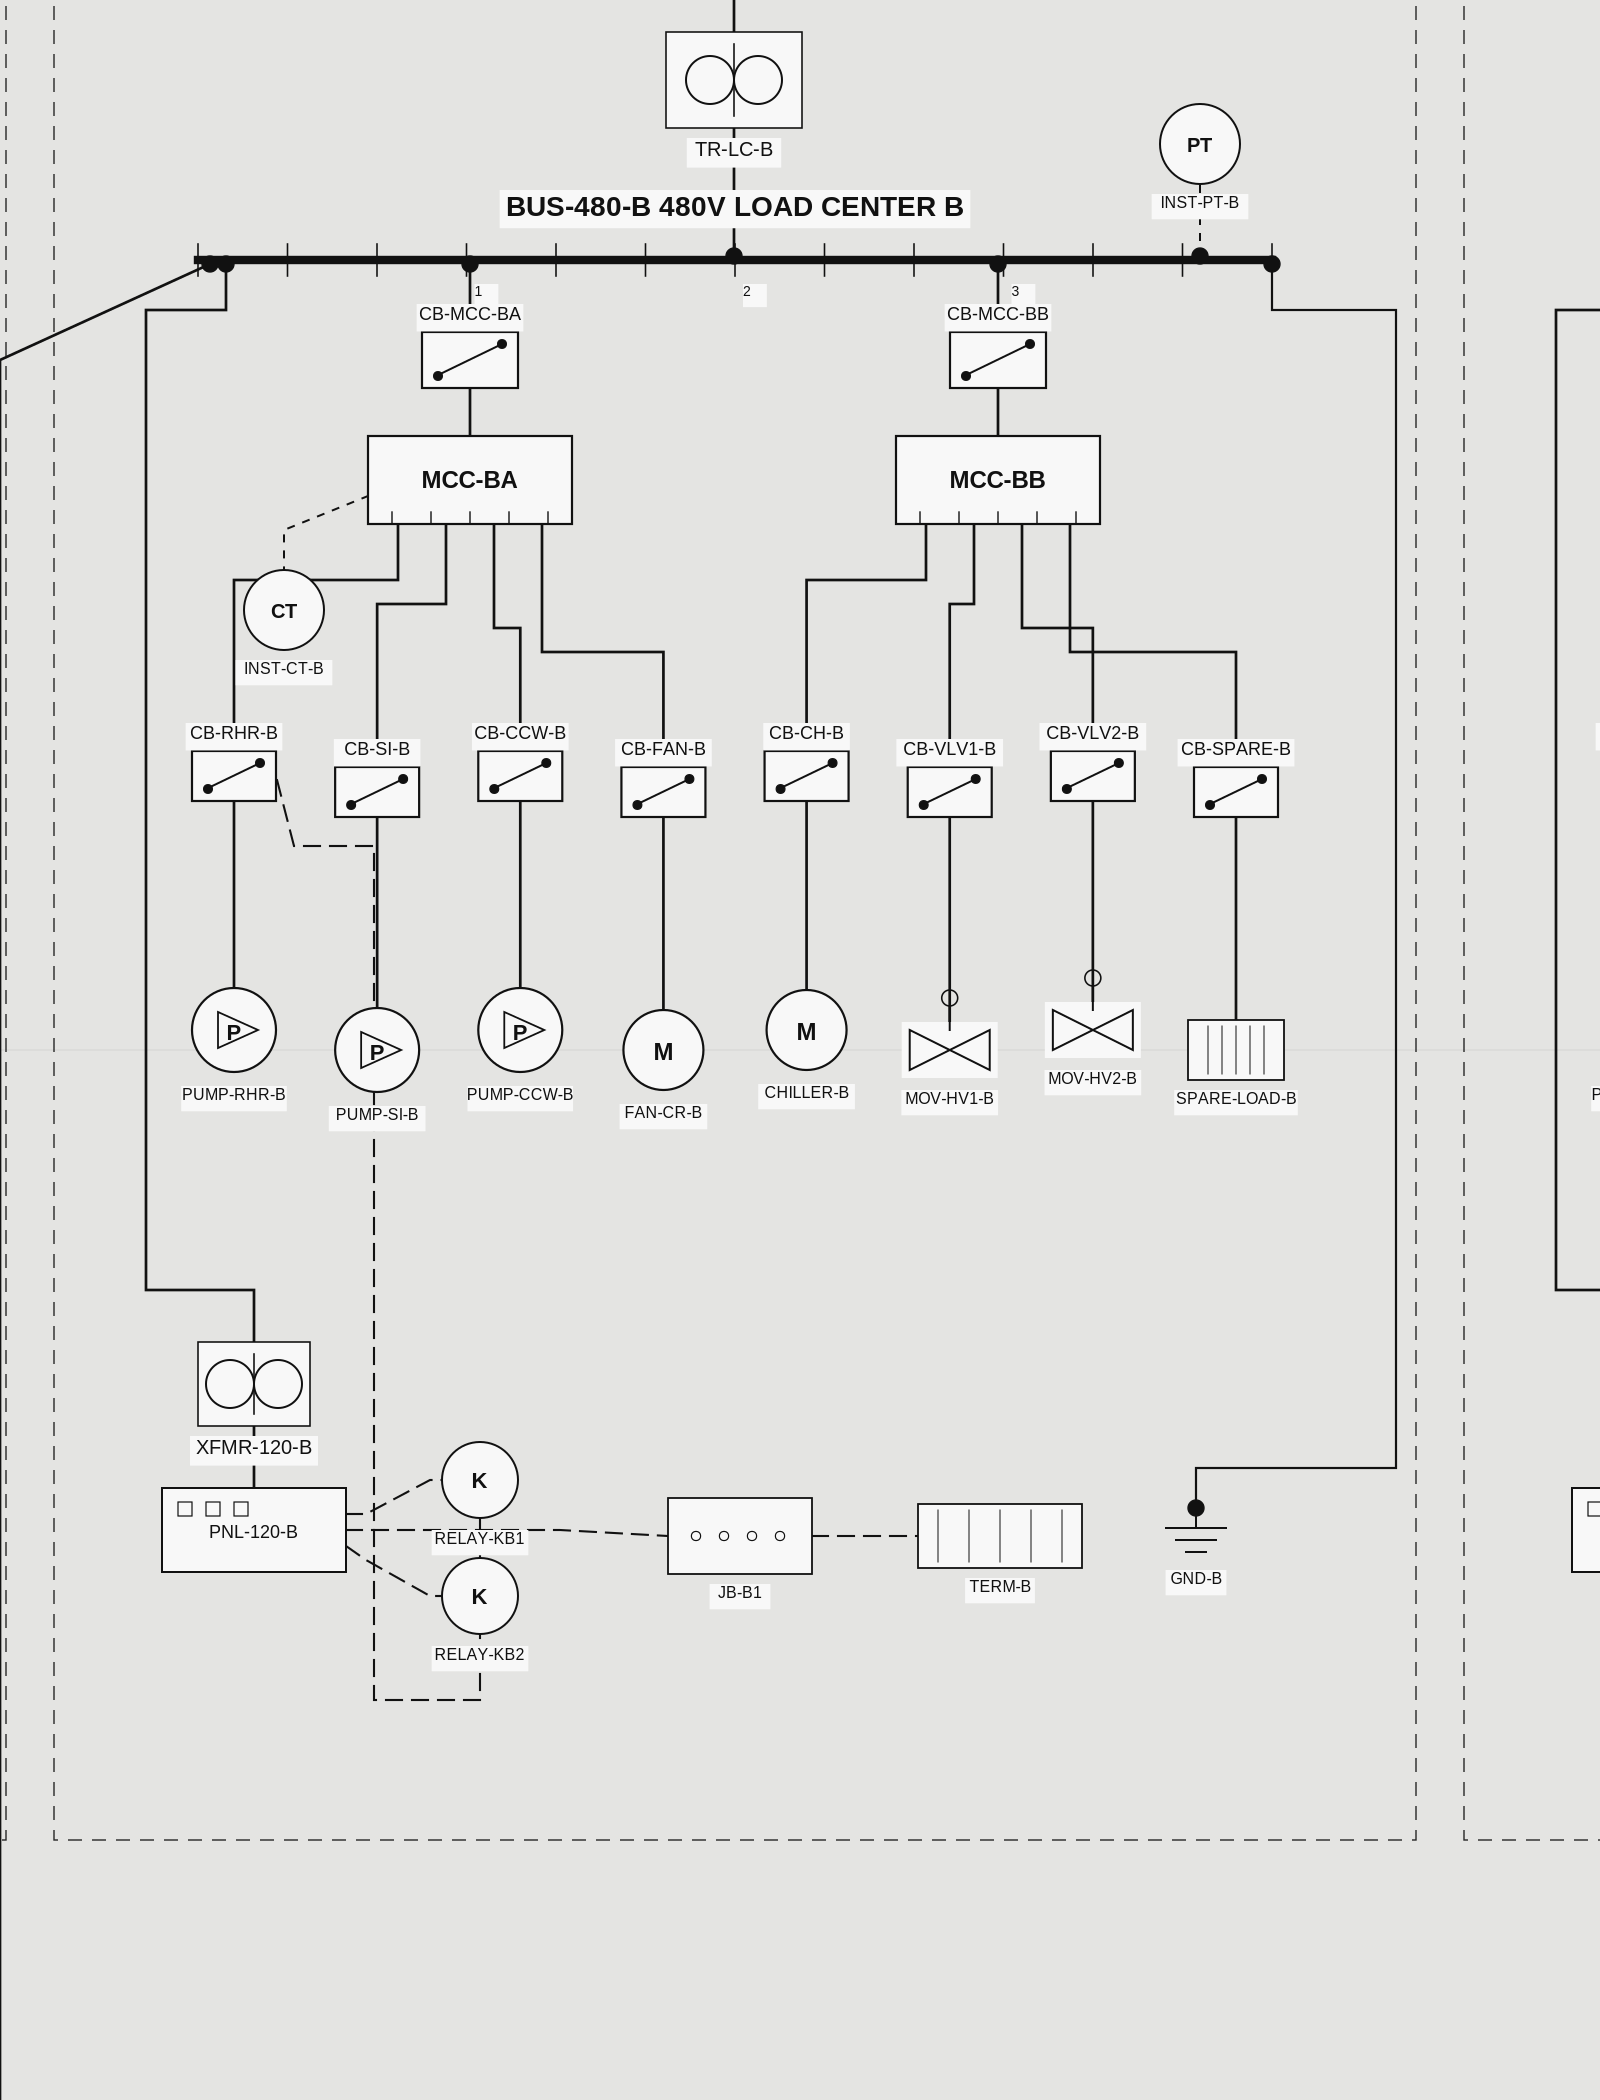 TR-LC-B
PT
INST-PT-B
BUS-480-B 480V LOAD CENTER B
1
2
3
CB-MCC-BA
CB-MCC-BB
MCC-BA
MCC-BB
CT
INST-CT-B
CB-RHR-B
CB-SI-B
CB-CCW-B
CB-FAN-B
CB-CH-B
CB-VLV1-B
CB-VLV2-B
CB-SPARE-B
P
P
P
M
M
PUMP-RHR-B
PUMP-SI-B
PUMP-CCW-B
FAN-CR-B
CHILLER-B
MOV-HV1-B
MOV-HV2-B
SPARE-LOAD-B
P
XFMR-120-B
PNL-120-B
K
RELAY-KB1
K
RELAY-KB2
JB-B1
TERM-B
GND-B